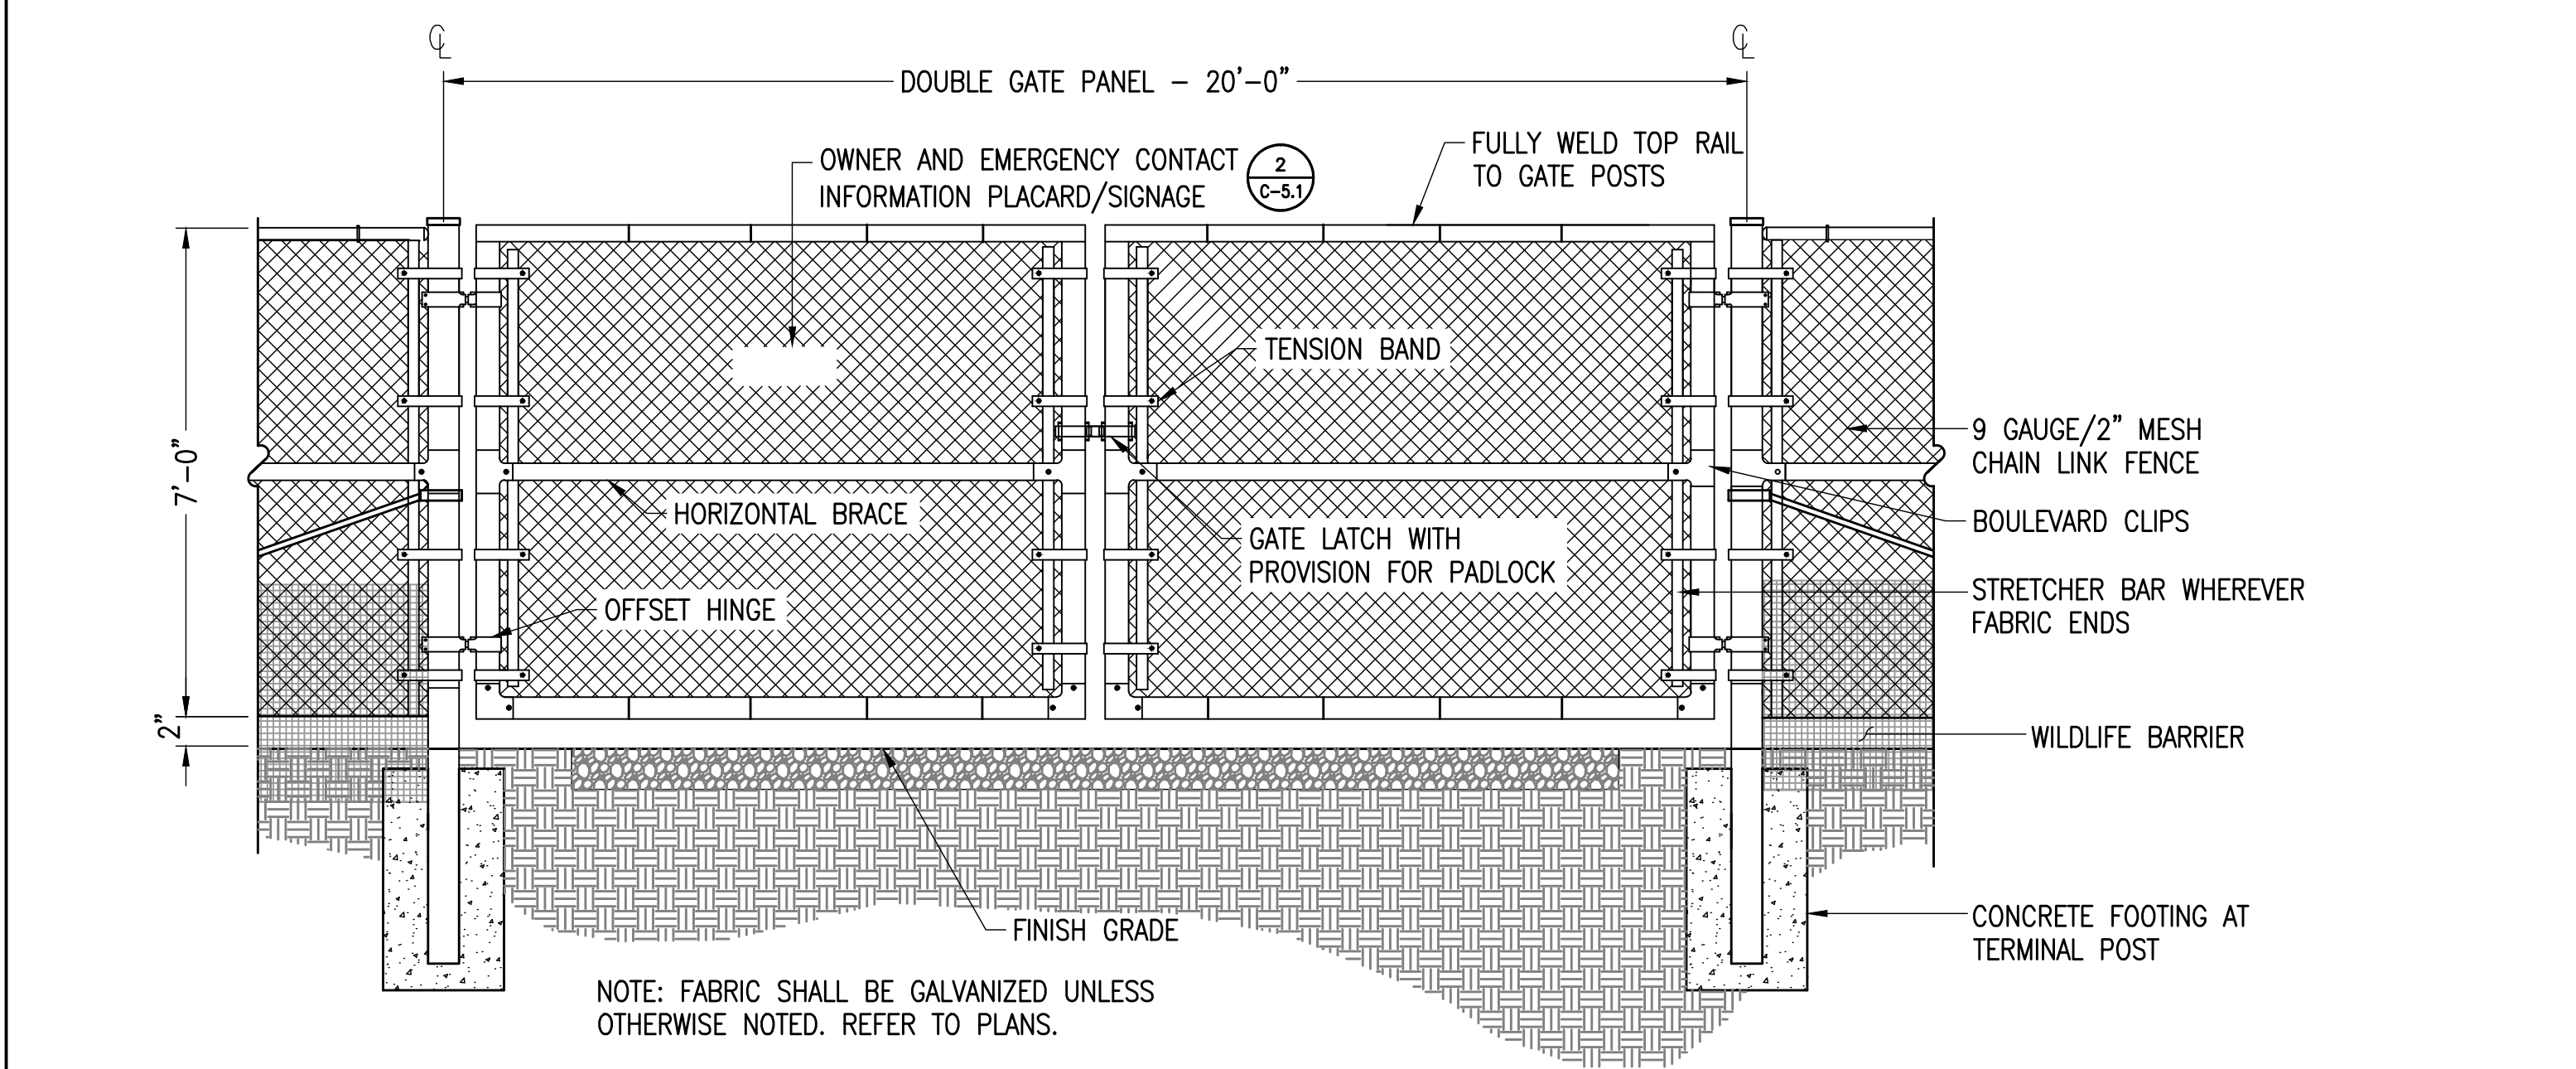 ℄
℄
DOUBLE GATE PANEL - 20'-0"
OWNER AND EMERGENCY CONTACT
INFORMATION PLACARD/SIGNAGE
2
C-5.1
FULLY WELD TOP RAIL
TO GATE POSTS
TENSION BAND
7'-0"
9 GAUGE/2" MESH
CHAIN LINK FENCE
HORIZONTAL BRACE
BOULEVARD CLIPS
GATE LATCH WITH
PROVISION FOR PADLOCK
OFFSET HINGE
STRETCHER BAR WHEREVER
FABRIC ENDS
2"
WILDLIFE BARRIER
FINISH GRADE
CONCRETE FOOTING AT
TERMINAL POST
NOTE: FABRIC SHALL BE GALVANIZED UNLESS
OTHERWISE NOTED. REFER TO PLANS.